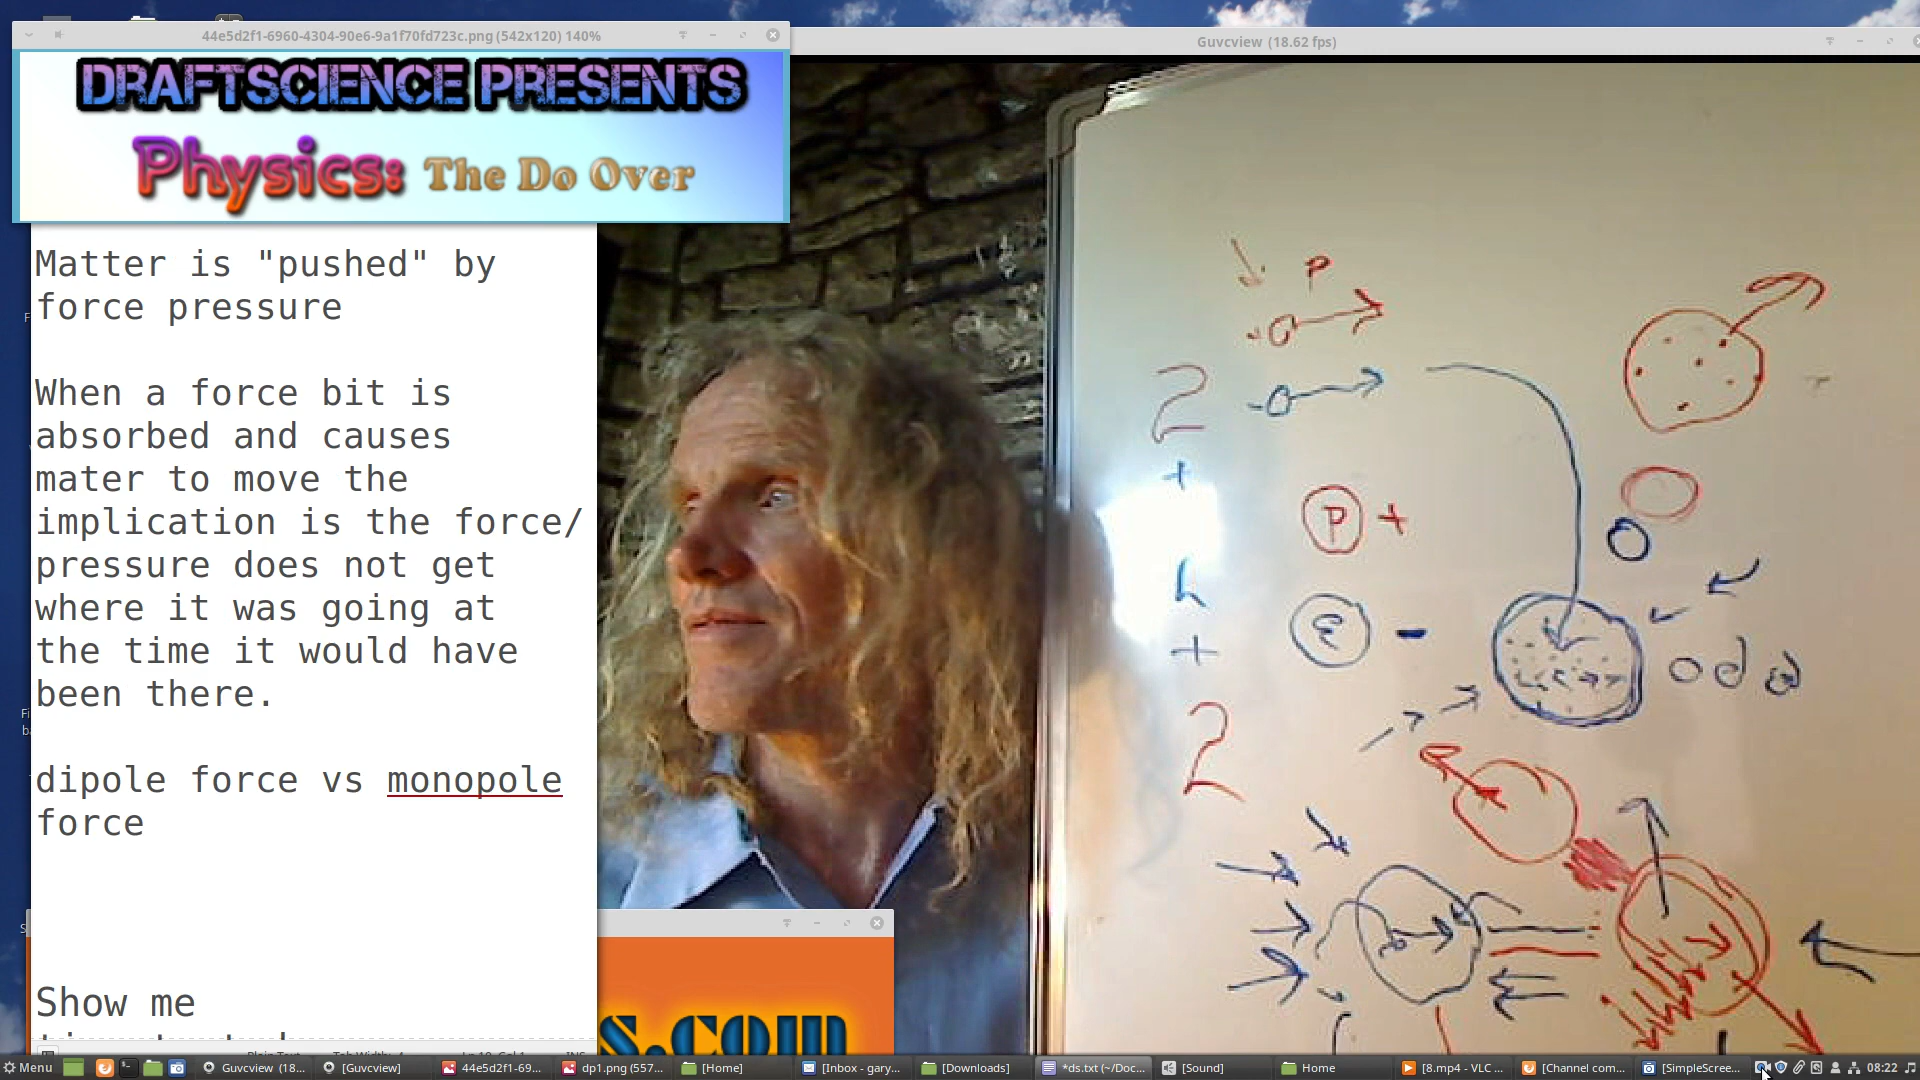 44e5d2f1-6960-4304-90e6-9a1f70fd723c.png (542x120) 140%
Guvcview (18.62 fps)
DRAFTSCIENCE PRESENTS
Physics: The Do Over
Matter is "pushed" by
force pressure
When a force bit is
absorbed and causes
mater to move the
implication is the force/
pressure does not get
where it was going at
the time it would have
been there.
dipole force vs monopole
force
Show me
P
2
+
P +
E -
+
2
s.com
Menu
Guvcview (18...
[Guvcview]
44e5d2f1-69...
dp1.png (557...
[Home]
[Inbox - gary...
[Downloads]
*ds.txt (~/Doc...
[Sound]
Home
[8.mp4 - VLC ...
[Channel com...
[SimpleScree...
08:22